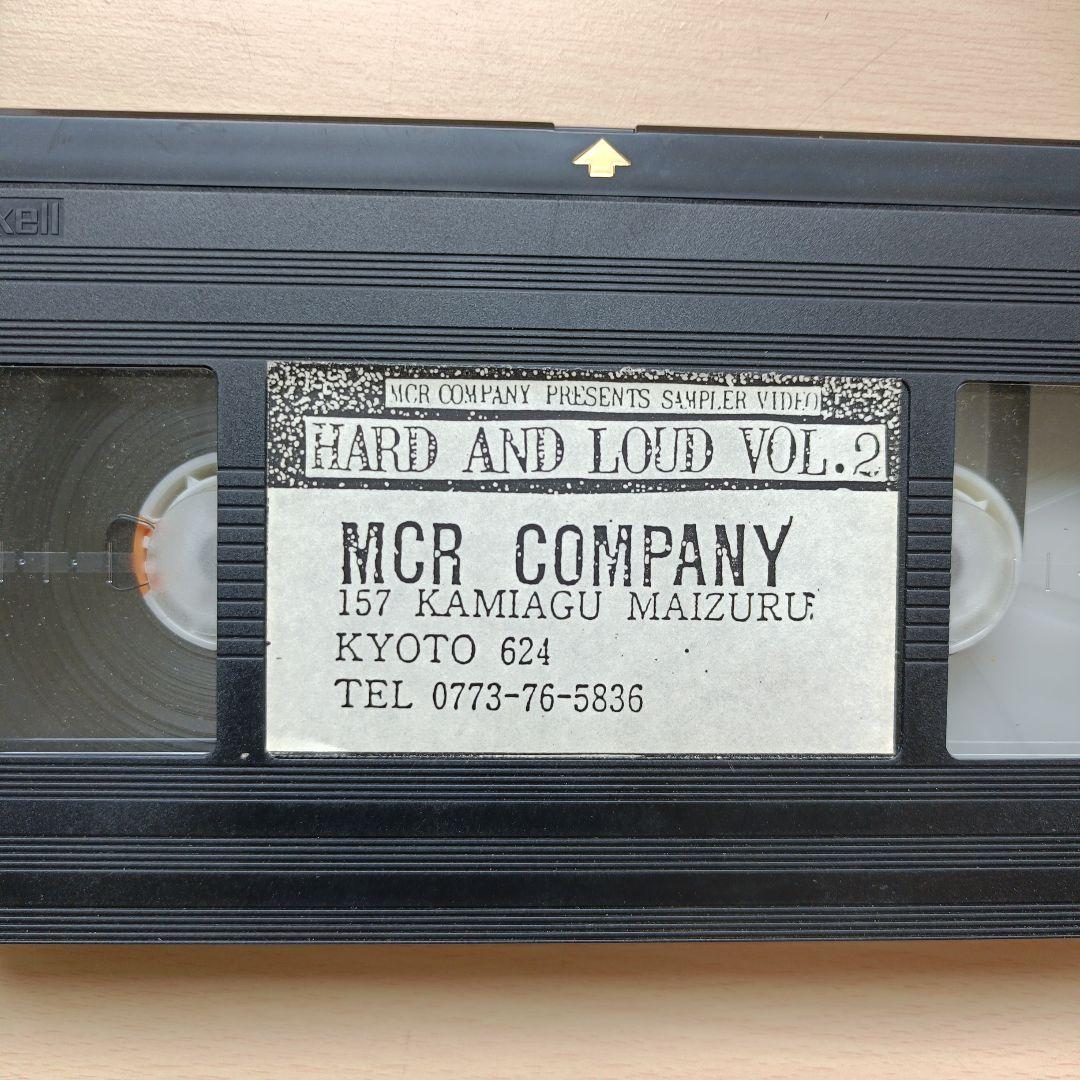 xell
MCR COMPANY PRESENTS SAMPLER VIDEO
HARD AND LOUD VOL.2
MCR COMPANY
157 KAMIAGU MAIZURU
KYOTO 624
TEL 0773-76-5836